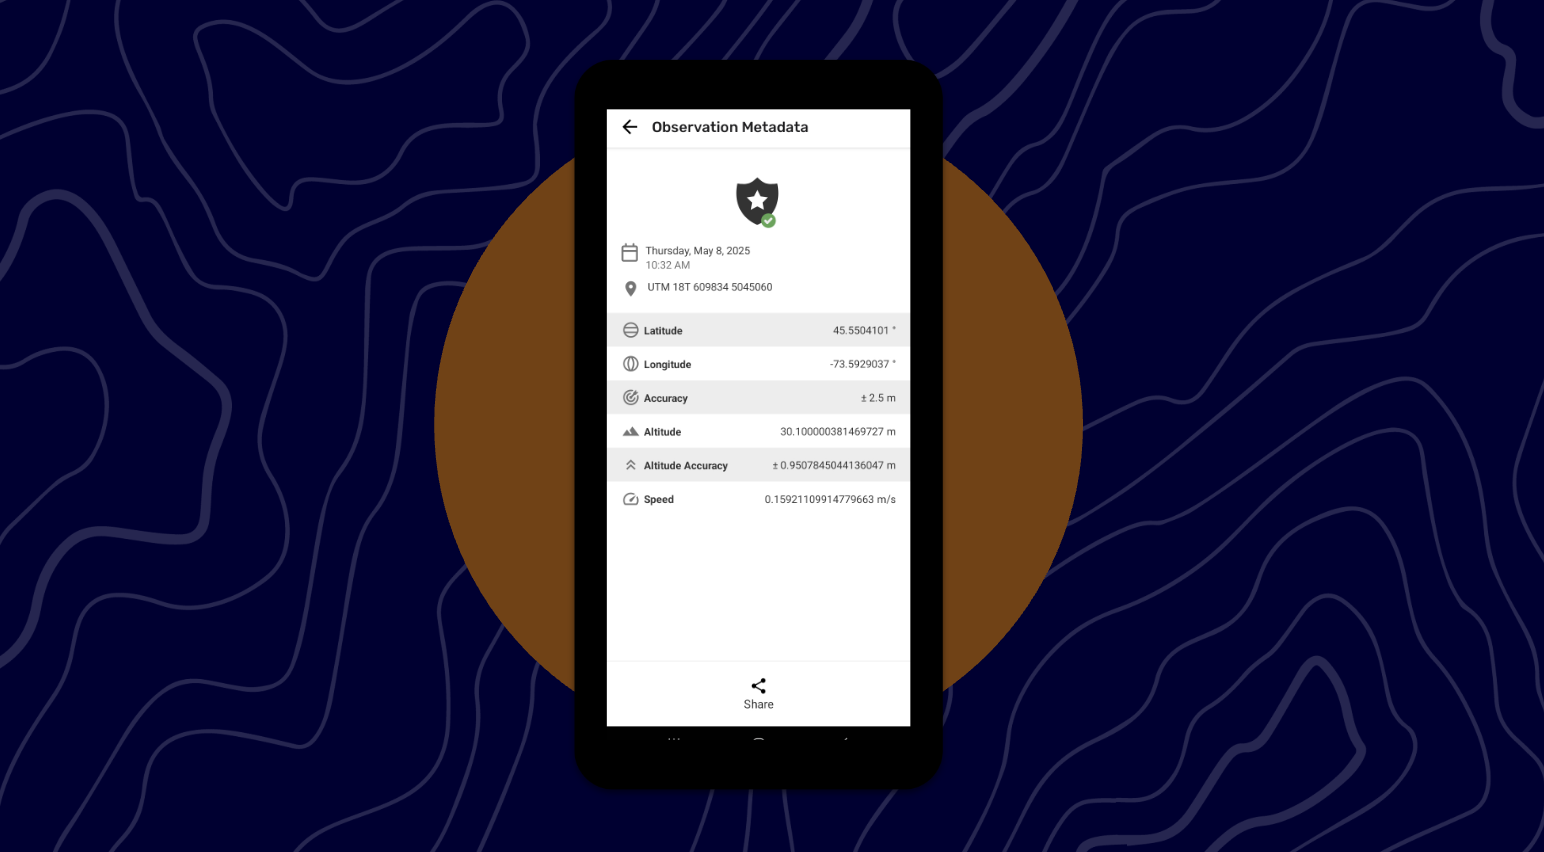 Observation Metadata
Thursday, May 8, 2025
10:32 AM
UTM 18T 609834 5045060
Latitude 45.5504101 °
Longitude -73.5929037 °
Accuracy ± 2.5 m
Altitude 30.100000381469727 m
Altitude Accuracy ± 0.9507845044136047 m
Speed 0.15921109914779663 m/s
Share